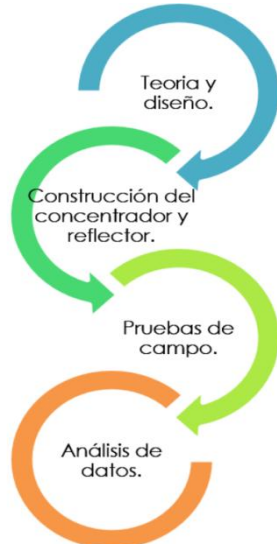 Teoria y
diseño.
Construcción del
concentrador y
reflector.
Pruebas de
campo.
Análisis de
datos.